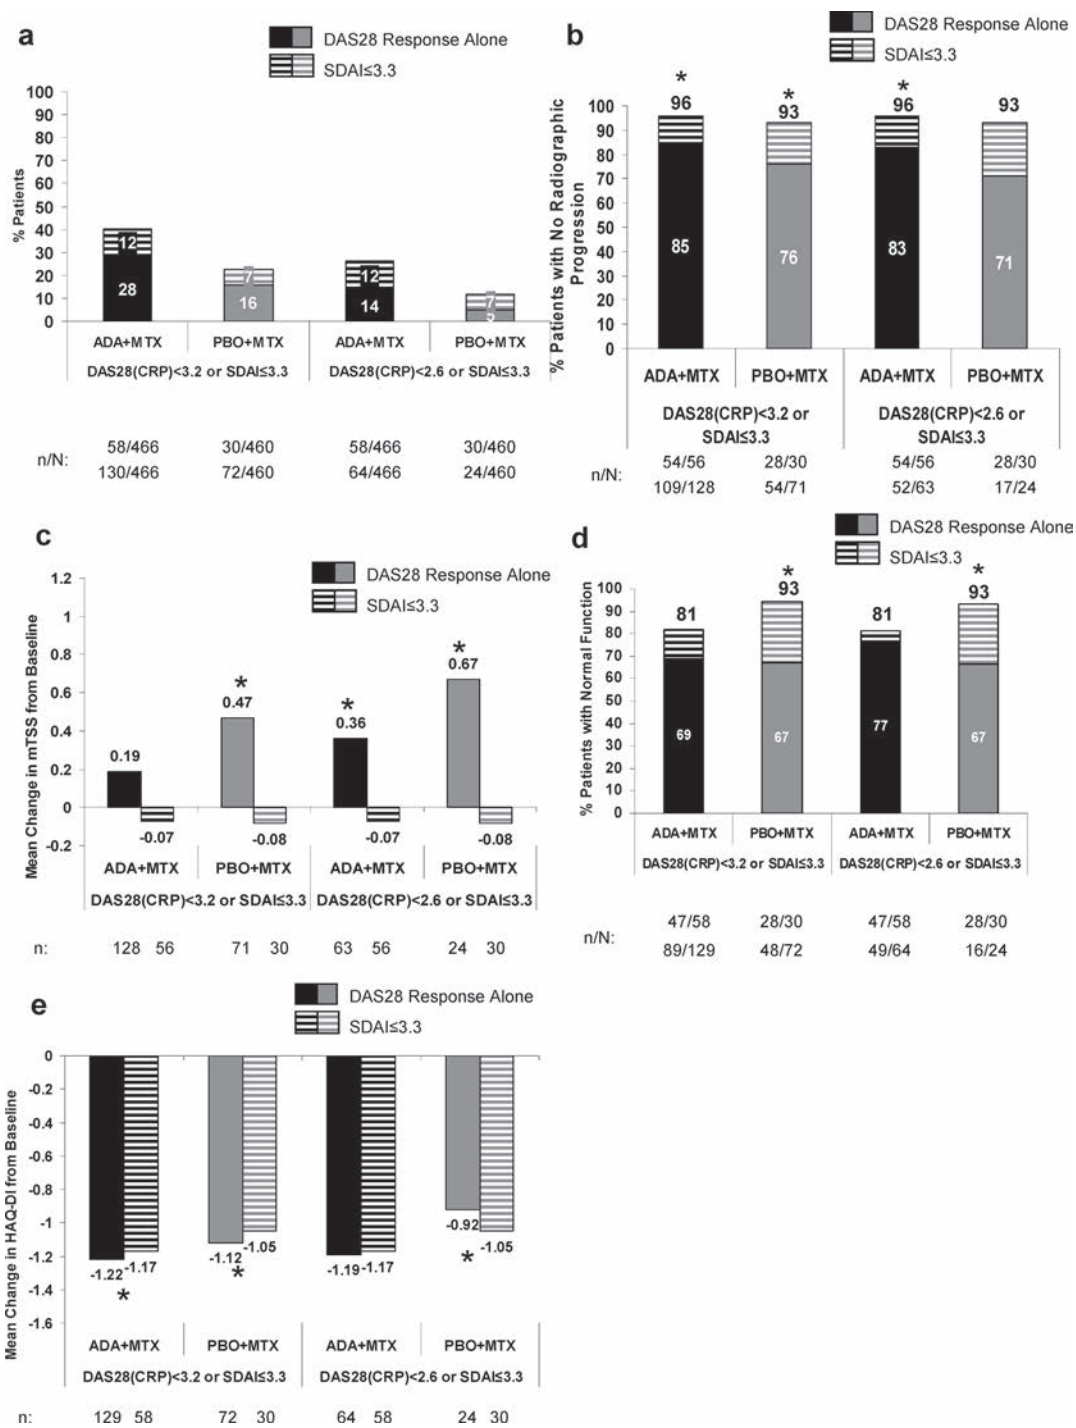 a
DAS28 Response Alone
SDAI≤3.3
% Patients
100
90
80
70
60
50
40
30
20
10
0
12
28
7
16
12
14
7
5
ADA+MTX PBO+MTX ADA+MTX PBO+MTX
DAS28(CRP)<3.2 or SDAI≤3.3 DAS28(CRP)<2.6 or SDAI≤3.3
n/N:
58/466 30/460 58/466 30/460
130/466 72/460 64/466 24/460
b
DAS28 Response Alone
SDAI≤3.3
% Patients with No Radiographic
Progression
100
90
80
70
60
50
40
30
20
10
0
* * *
96 93 96 93
85 76 83 71
ADA+MTX PBO+MTX ADA+MTX PBO+MTX
DAS28(CRP)<3.2 or DAS28(CRP)<2.6 or
SDAI≤3.3 SDAI≤3.3
n/N:
54/56 28/30 54/56 28/30
109/128 54/71 52/63 17/24
c
DAS28 Response Alone
SDAI≤3.3
Mean Change in mTSS from Baseline
1.2
1
0.8
0.6
0.4
0.2
0
-0.2
0.19
-0.07
*
0.47
-0.08
*
0.36
-0.07
*
0.67
-0.08
ADA+MTX PBO+MTX ADA+MTX PBO+MTX
DAS28(CRP)<3.2 or SDAI≤3.3 DAS28(CRP)<2.6 or SDAI≤3.3
n: 128 56 71 30 63 56 24 30
d
DAS28 Response Alone
SDAI≤3.3
% Patients with Normal Function
100
90
80
70
60
50
40
30
20
10
0
* *
81 93 81 93
69 67 77 67
ADA+MTX PBO+MTX ADA+MTX PBO+MTX
DAS28(CRP)<3.2 or SDAI≤3.3 DAS28(CRP)<2.6 or SDAI≤3.3
n/N:
47/58 28/30 47/58 28/30
89/129 48/72 49/64 16/24
e
DAS28 Response Alone
SDAI≤3.3
Mean Change in HAQ-DI from Baseline
0
-0.2
-0.4
-0.6
-0.8
-1
-1.2
-1.4
-1.6
-1.22 -1.17
*
-1.12 -1.05
*
-1.19 -1.17
-0.92 -1.05
*
ADA+MTX PBO+MTX ADA+MTX PBO+MTX
DAS28(CRP)<3.2 or SDAI≤3.3 DAS28(CRP)<2.6 or SDAI≤3.3
n: 129 58 72 30 64 58 24 30